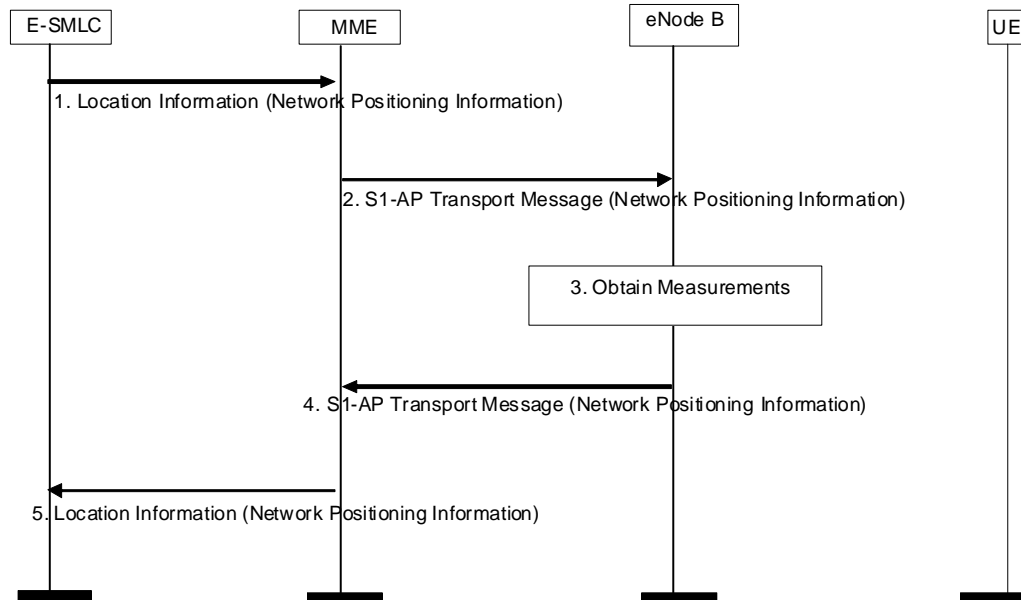 E-SMLC
MME
eNode B
UE
1. Location Information (Network Positioning Information)
2. S1-AP Transport Message (Network Positioning Information)
3. Obtain Measurements
4. S1-AP Transport Message (Network Positioning Information)
5. Location Information (Network Positioning Information)